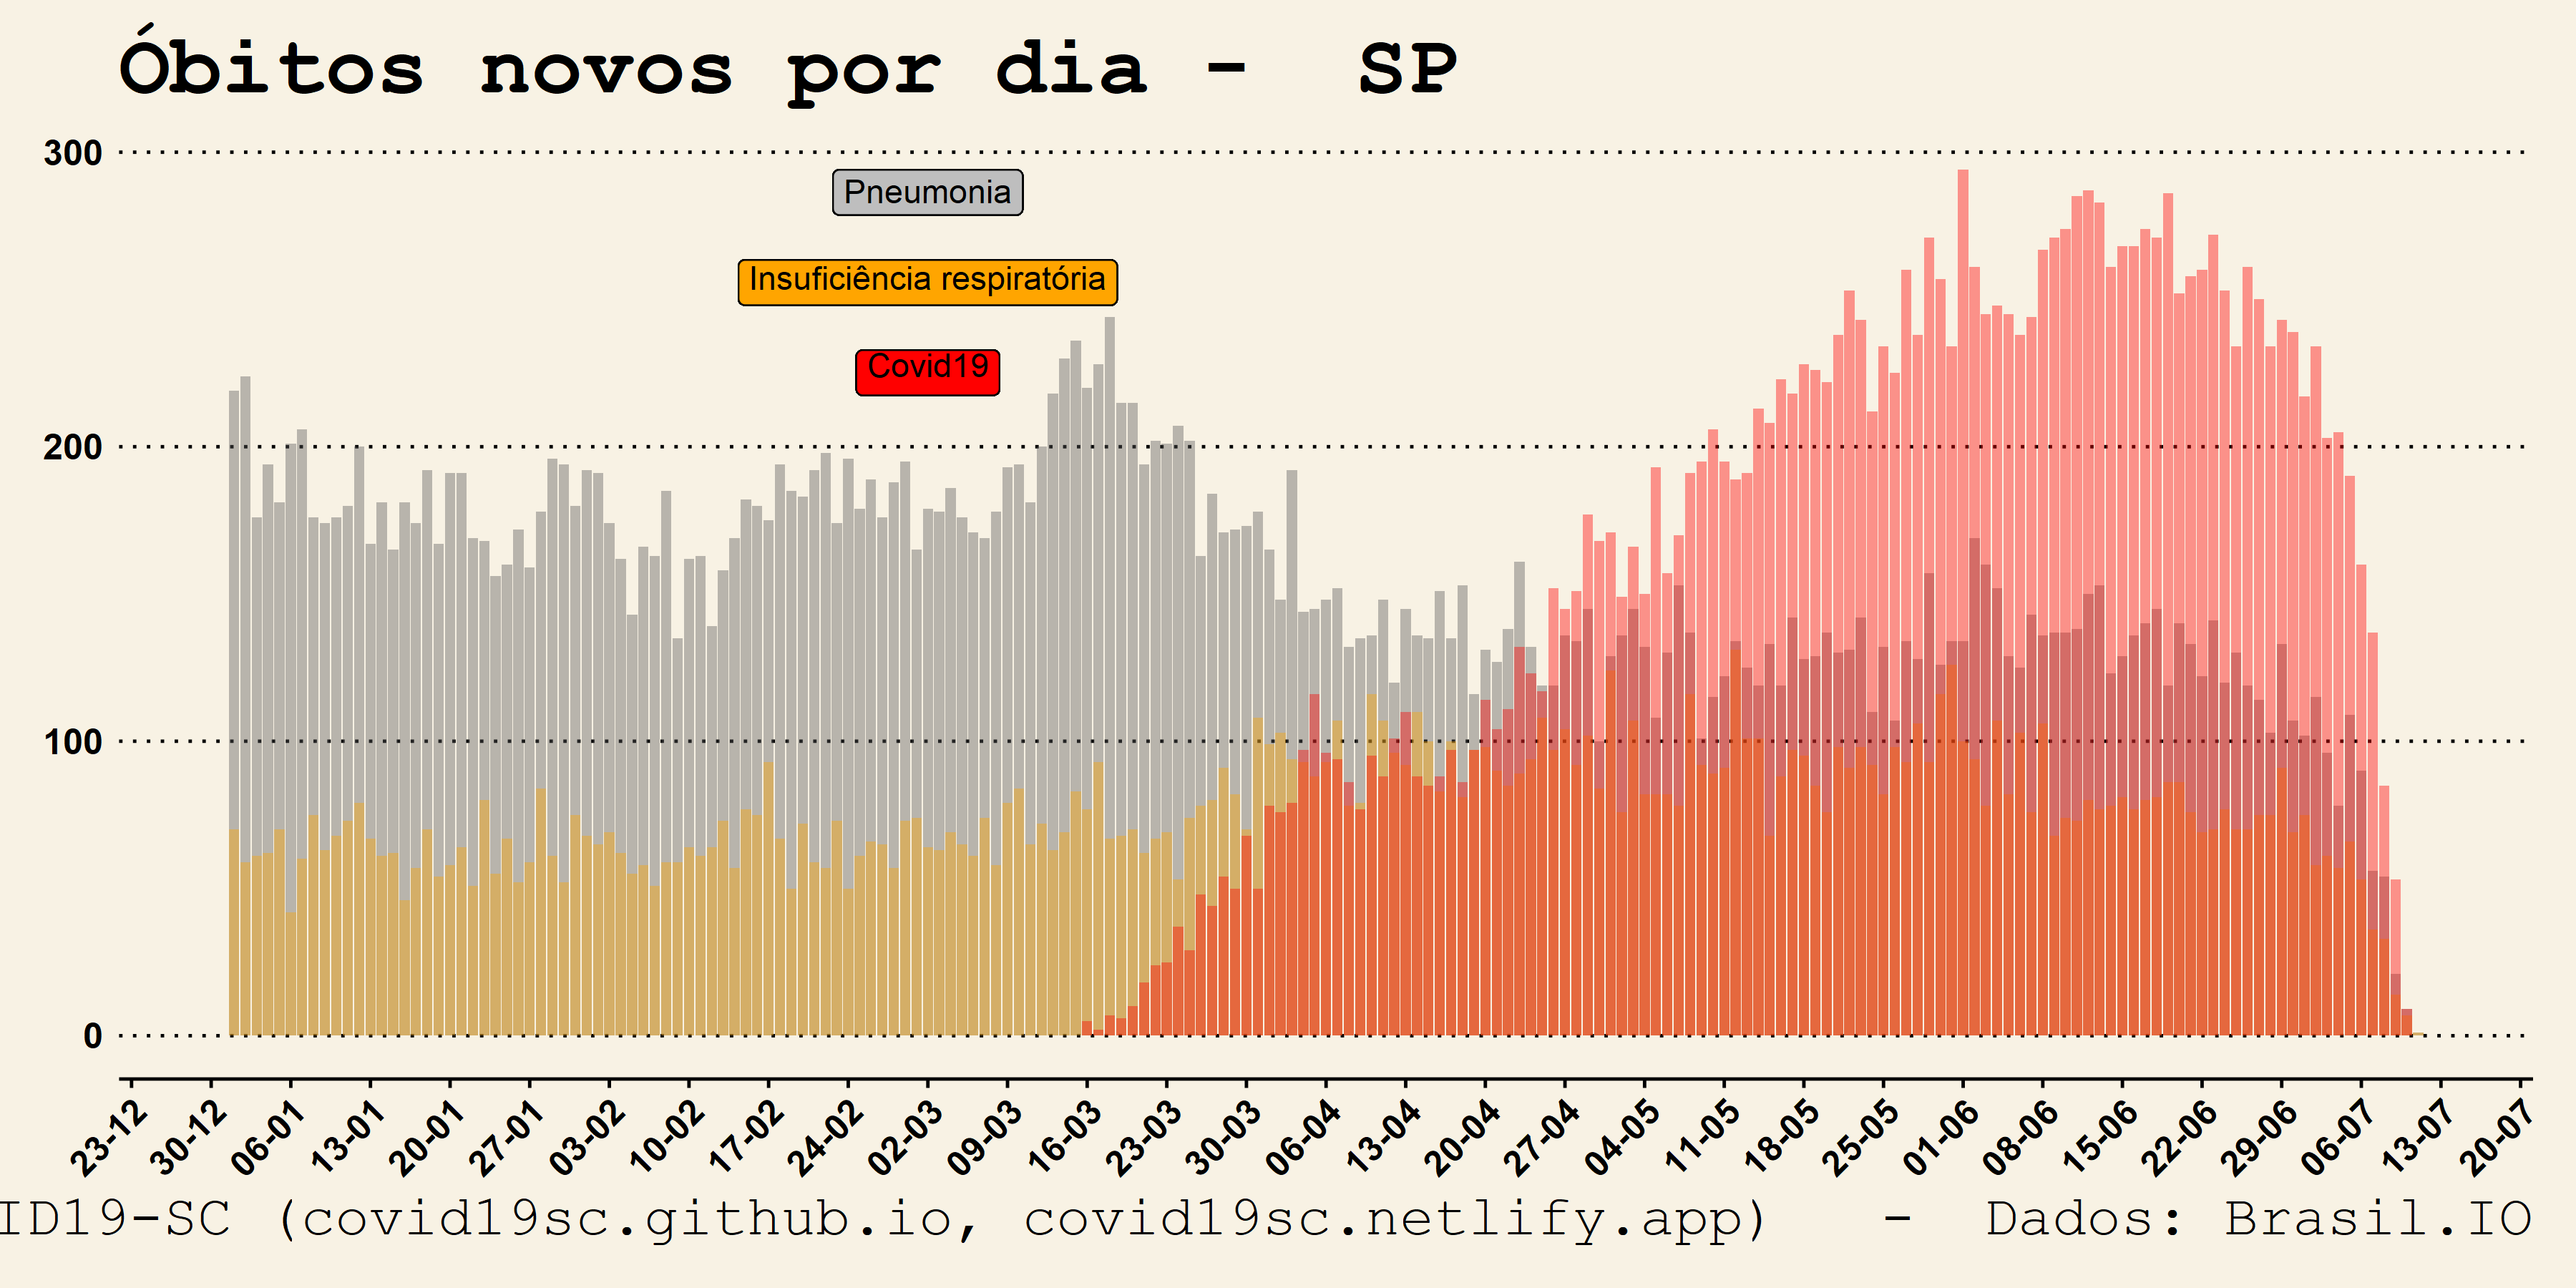 Óbitos novos por dia - SP
300
Pneumonia
Insuficiência respiratória
Covid19
200
100
0
23-12 30-12 06-01 13-01 20-01 27-01 03-02 10-02 17-02 24-02 02-03 09-03 16-03 23-03 30-03 06-04 13-04 20-04 27-04 04-05 11-05 18-05 25-05 01-06 08-06 15-06 22-06 29-06 06-07 13-07 20-07
ID19-SC (covid19sc.github.io, covid19sc.netlify.app) - Dados: Brasil.IO